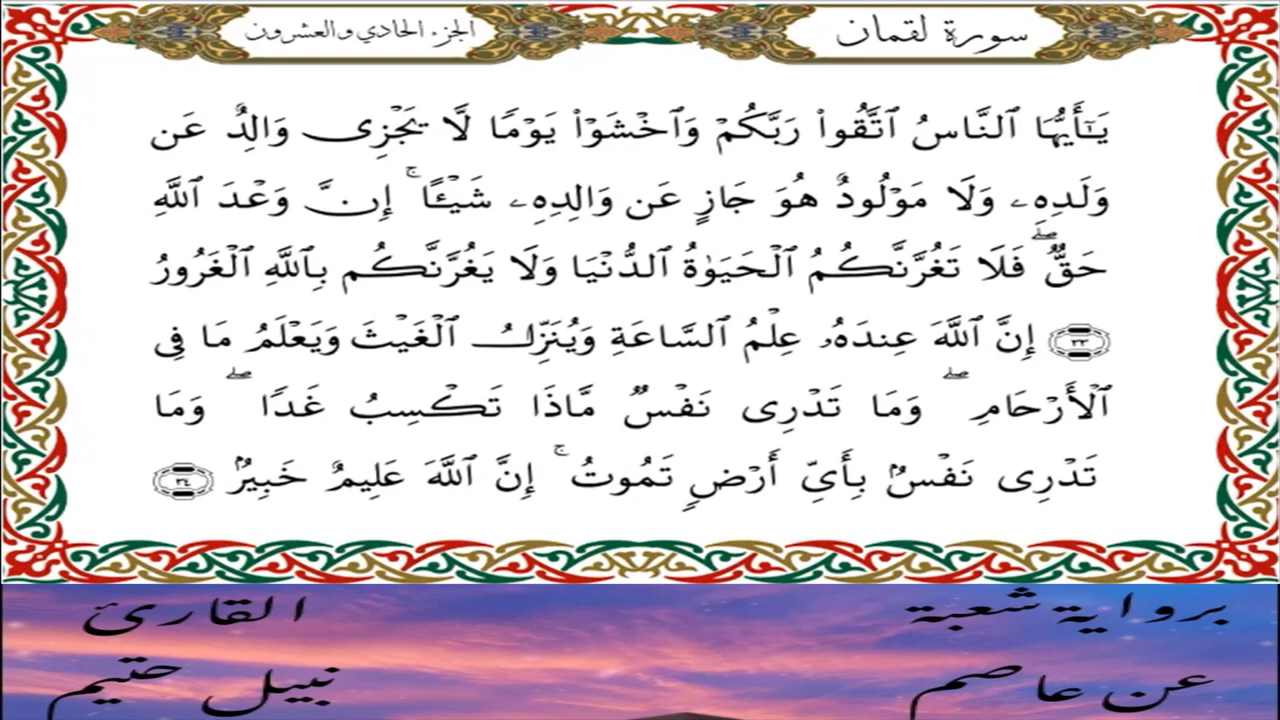 سورة لقمان
الجزء الحادي والعشرون
يَٰٓأَيُّهَا ٱلنَّاسُ ٱتَّقُوا۟ رَبَّكُمْ وَٱخْشَوْا۟ يَوْمًا لَّا يَجْزِى وَالِدٌ عَن
وَلَدِهِۦ وَلَا مَوْلُودٌ هُوَ جَازٍ عَن وَالِدِهِۦ شَيْـًٔا ۚ إِنَّ وَعْدَ ٱللَّهِ
حَقٌّ ۖ فَلَا تَغُرَّنَّكُمُ ٱلْحَيَوٰةُ ٱلدُّنْيَا وَلَا يَغُرَّنَّكُم بِٱللَّهِ ٱلْغَرُورُ
٣٣ إِنَّ ٱللَّهَ عِندَهُۥ عِلْمُ ٱلسَّاعَةِ وَيُنَزِّلُ ٱلْغَيْثَ وَيَعْلَمُ مَا فِى
ٱلْأَرْحَامِ ۖ وَمَا تَدْرِى نَفْسٌ مَّاذَا تَكْسِبُ غَدًا ۖ وَمَا
تَدْرِى نَفْسٌۢ بِأَىِّ أَرْضٍ تَمُوتُ ۚ إِنَّ ٱللَّهَ عَلِيمٌ خَبِيرٌۢ ٣٤
برواية شعبة
عن عاصم
القارئ
نبيل حتيم